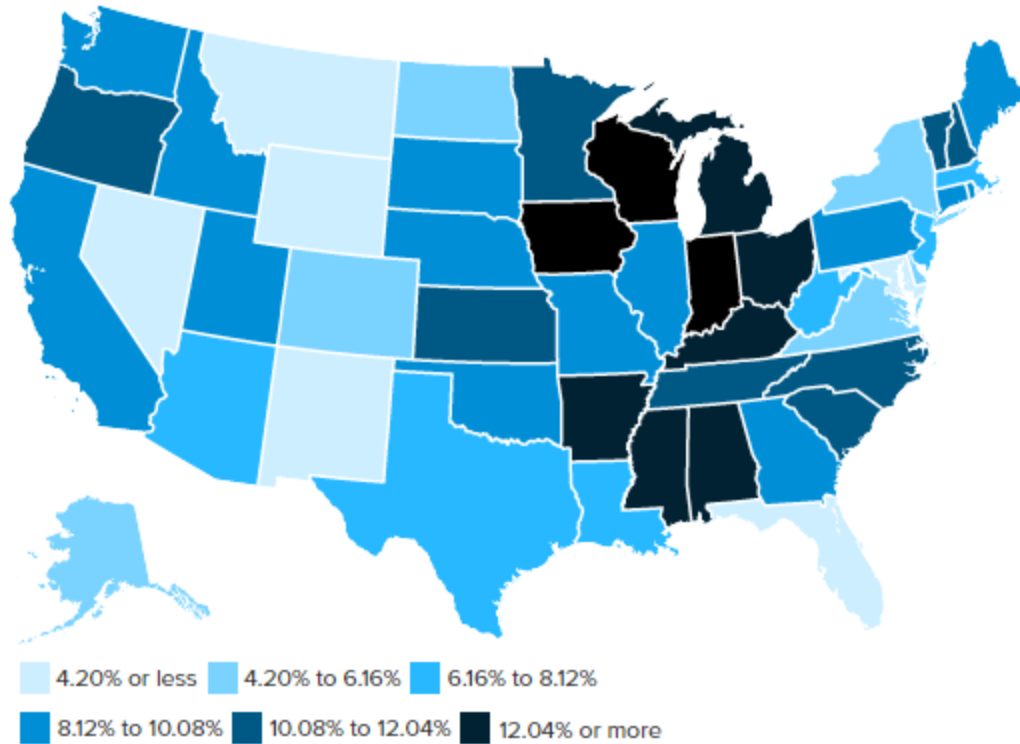 4.20% or less 4.20% to 6.16% 6.16% to 8.12%
8.12% to 10.08% 10.08% to 12.04% 12.04% or more